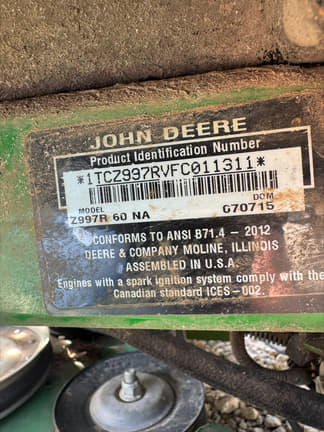 JOHN DEERE
Product Identification Number
*1TCZ997RVFC011311*
MODEL DOM
Z997R 60 NA 070715
CONFORMS TO ANSI B71.4 - 2012
DEERE & COMPANY MOLINE, ILLINOIS
ASSEMBLED IN U.S.A.
Engines with a spark ignition system comply with the
Canadian standard ICES-002.